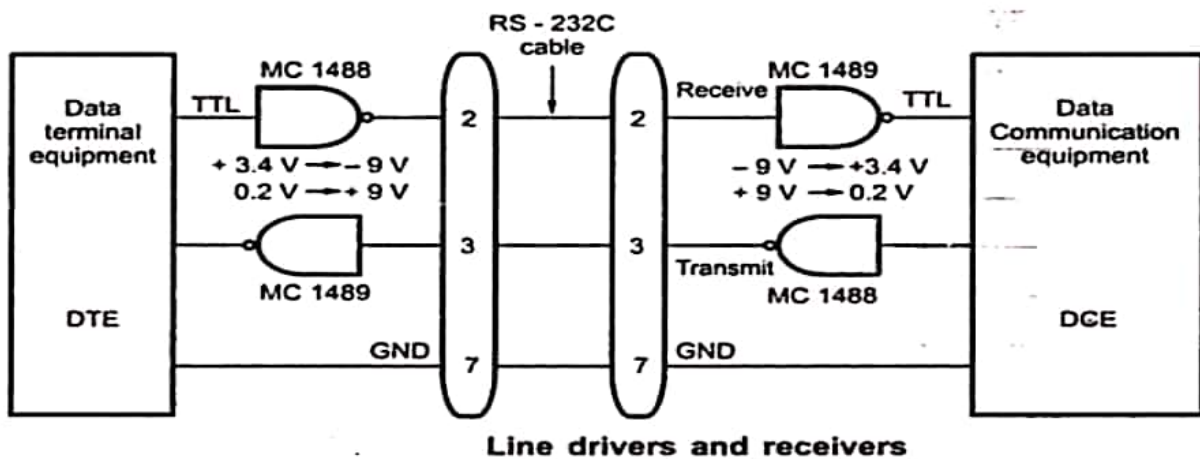 RS - 232C
cable
MC 1488
MC 1489
Data
terminal
equipment
TTL
2
2
Receive
TTL
Data
Communication
equipment
+ 3.4 V → – 9 V
0.2 V → + 9 V
– 9 V → +3.4 V
+ 9 V → 0.2 V
3
3
Transmit
MC 1489
MC 1488
DTE
DCE
GND
7
7
GND
Line drivers and receivers